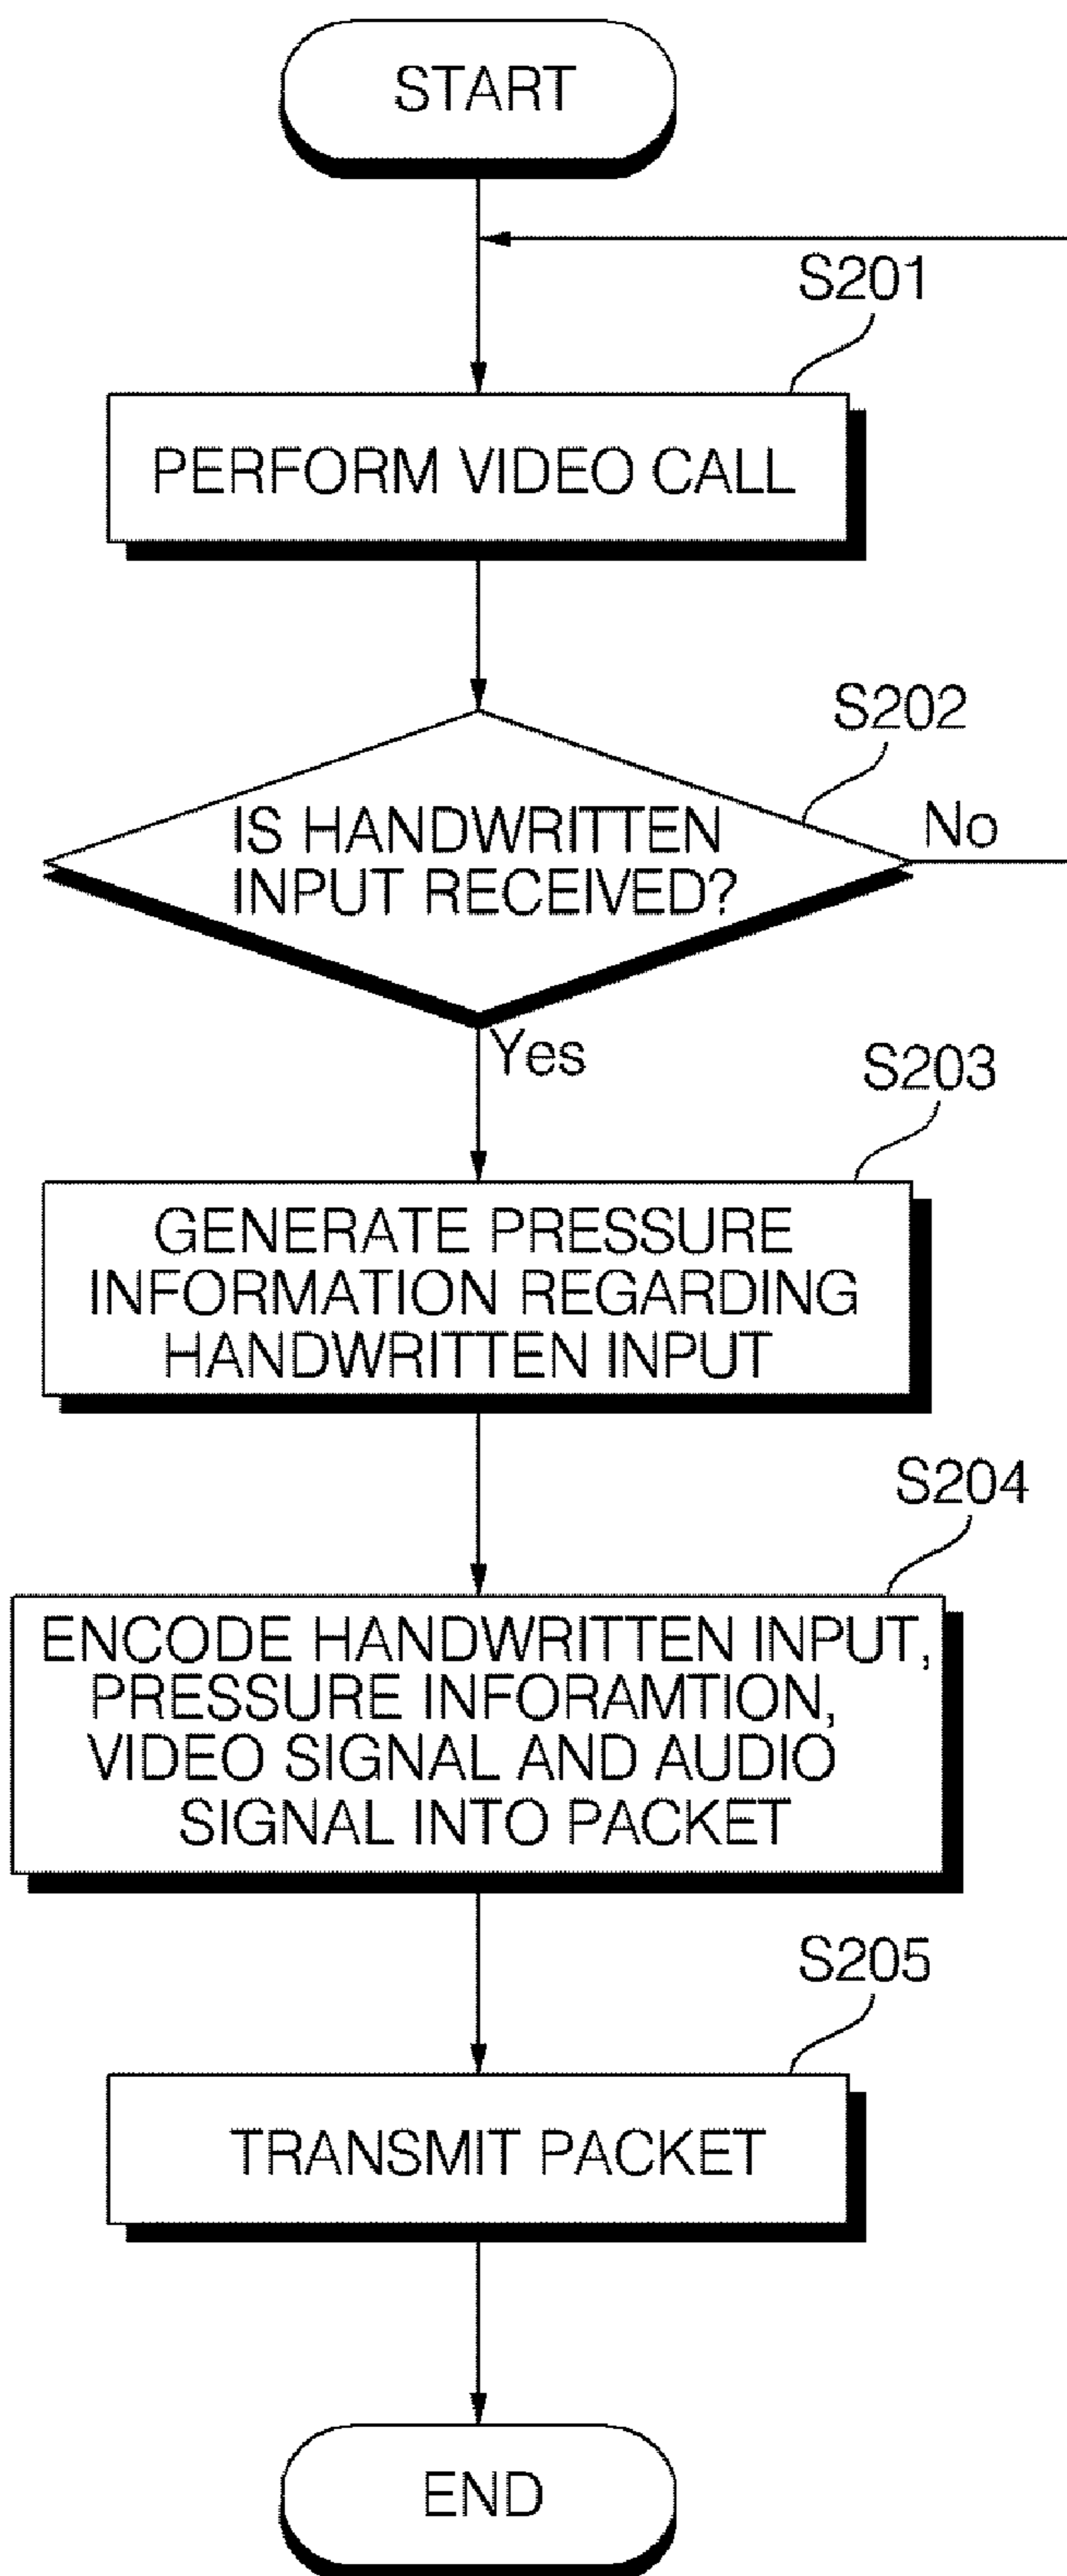 START
S201
PERFORM VIDEO CALL
S202
IS HANDWRITTEN
INPUT RECEIVED?
No
Yes
S203
GENERATE PRESSURE
INFORMATION REGARDING
HANDWRITTEN INPUT
S204
ENCODE HANDWRITTEN INPUT,
PRESSURE INFORAMTION,
VIDEO SIGNAL AND AUDIO
SIGNAL INTO PACKET
S205
TRANSMIT PACKET
END